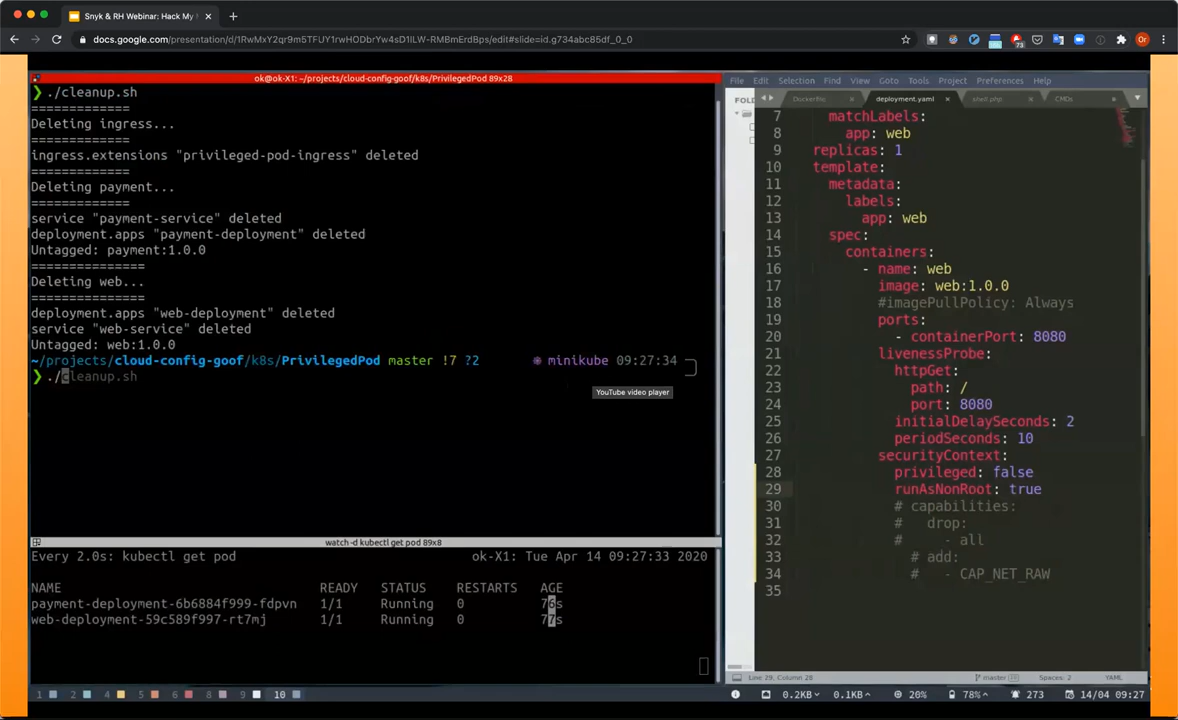 Snyk & RH Webinar: Hack My
docs.google.com/presentation/d/1RwMxY2qr9m5TFUY1rwHODbrYw4sD1ILW-RMBmErdBps/edit#slide=id.g734abc85df_0_0
73
Or
ok@ok-X1: ~/projects/cloud-config-goof/k8s/PrivilegedPod 89x28
❯ ./cleanup.sh
=============
Deleting ingress...
=============
ingress.extensions "privileged-pod-ingress" deleted
=============
Deleting payment...
=============
service "payment-service" deleted
deployment.apps "payment-deployment" deleted
Untagged: payment:1.0.0
===============
Deleting web...
===============
deployment.apps "web-deployment" deleted
service "web-service" deleted
Untagged: web:1.0.0
~/projects/cloud-config-goof/k8s/PrivilegedPod master !7 ?2 minikube 09:27:34
❯ ./cleanup.sh
YouTube video player
watch -d kubectl get pod 89x8
Every 2.0s: kubectl get pod ok-X1: Tue Apr 14 09:27:33 2020
NAME READY STATUS RESTARTS AGE
payment-deployment-6b6884f999-fdpvn 1/1 Running 0 76s
web-deployment-59c589f997-rt7mj 1/1 Running 0 77s
File Edit Selection Find View Goto Tools Project Preferences Help
FOLD
Dockerfile deployment.yaml shell.php CMDs
7 matchLabels:
8 app: web
9 replicas: 1
10 template:
11 metadata:
12 labels:
13 app: web
14 spec:
15 containers:
16 - name: web
17 image: web:1.0.0
18 #imagePullPolicy: Always
19 ports:
20 - containerPort: 8080
21 livenessProbe:
22 httpGet:
23 path: /
24 port: 8080
25 initialDelaySeconds: 2
26 periodSeconds: 10
27 securityContext:
28 privileged: false
29 runAsNonRoot: true
30 # capabilities:
31 # drop:
32 # - all
33 # add:
34 # - CAP_NET_RAW
35
Line 29, Column 28 master Spaces: 2 YAML
1 2 4 5 6 8 9 10 0.2KB 0.1KB 20% 78% 273 14/04 09:27